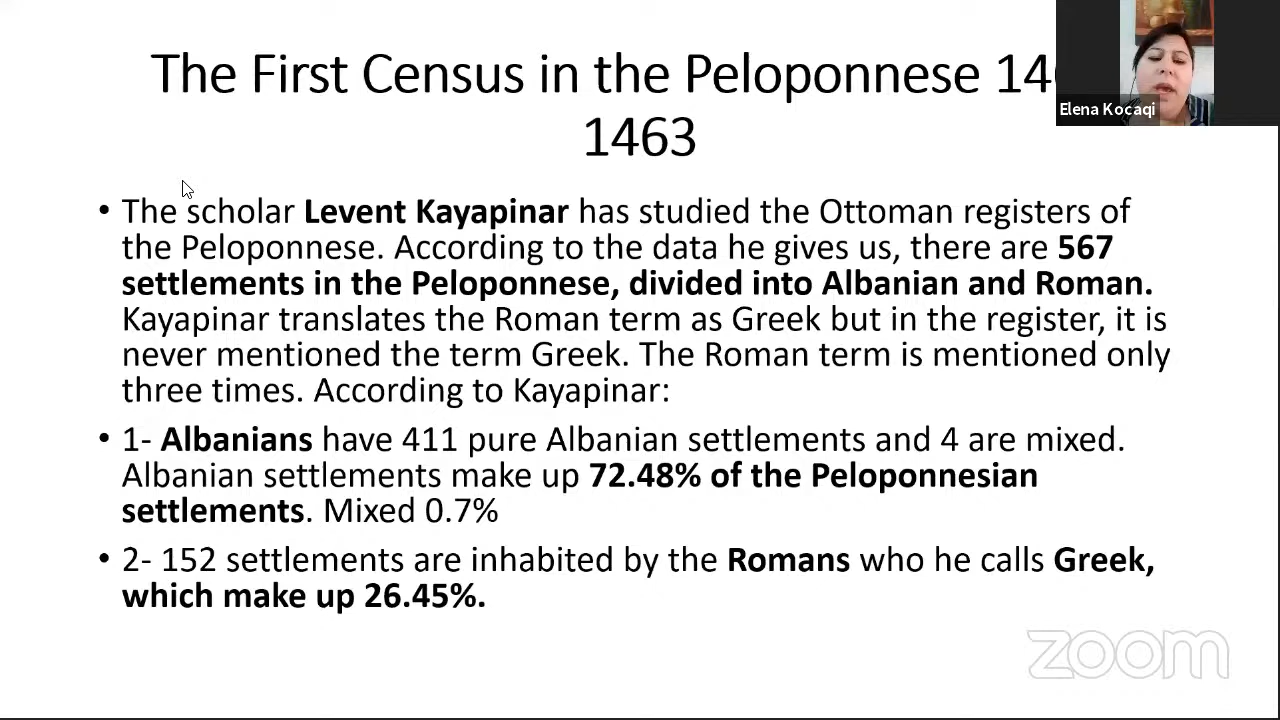 The First Census in the Peloponnese 14
1463
Elena Kocaqi
• The scholar Levent Kayapinar has studied the Ottoman registers of
the Peloponnese. According to the data he gives us, there are 567
settlements in the Peloponnese, divided into Albanian and Roman.
Kayapinar translates the Roman term as Greek but in the register, it is
never mentioned the term Greek. The Roman term is mentioned only
three times. According to Kayapinar:
• 1- Albanians have 411 pure Albanian settlements and 4 are mixed.
Albanian settlements make up 72.48% of the Peloponnesian
settlements. Mixed 0.7%
• 2- 152 settlements are inhabited by the Romans who he calls Greek,
which make up 26.45%.
zoom